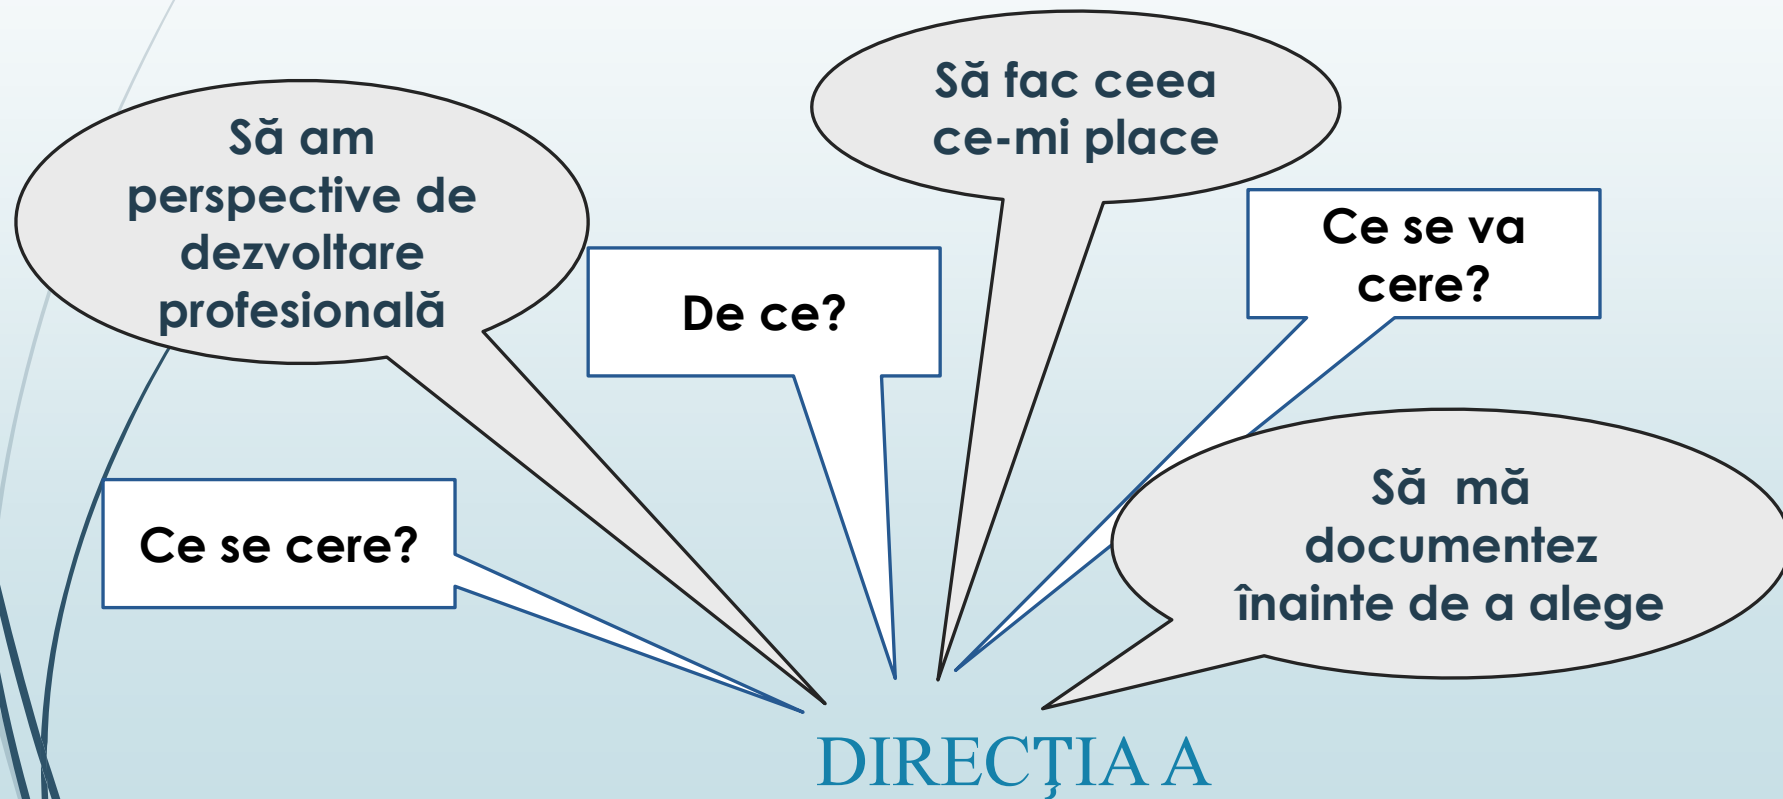 Să am
perspective de
dezvoltare
profesională
De ce?
Să fac ceea
ce-mi place
Ce se va
cere?
Ce se cere?
Să mă
documentez
înainte de a alege
DIRECŢIA A